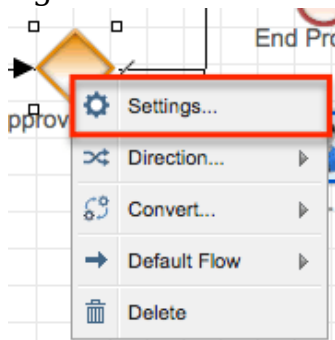 End Pro
pprov
Settings...
Direction...
Convert...
Default Flow
Delete